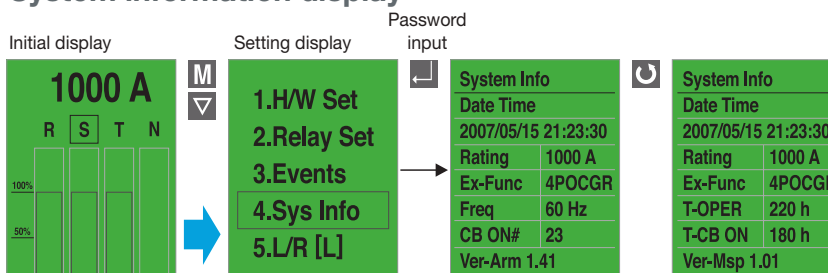 System information display
Password
Initial display
Setting display
input
1000 A
R S T N
100%
50%
M
1.H/W Set
2.Relay Set
3.Events
4.Sys Info
5.L/R [L]
System Info
Date Time
2007/05/15 21:23:30
Rating 1000 A
Ex-Func 4POCGR
Freq 60 Hz
CB ON# 23
Ver-Arm 1.41
System Info
Date Time
2007/05/15 21:23:30
Rating 1000 A
Ex-Func 4POCG
T-OPER 220 h
T-CB ON 180 h
Ver-Msp 1.01